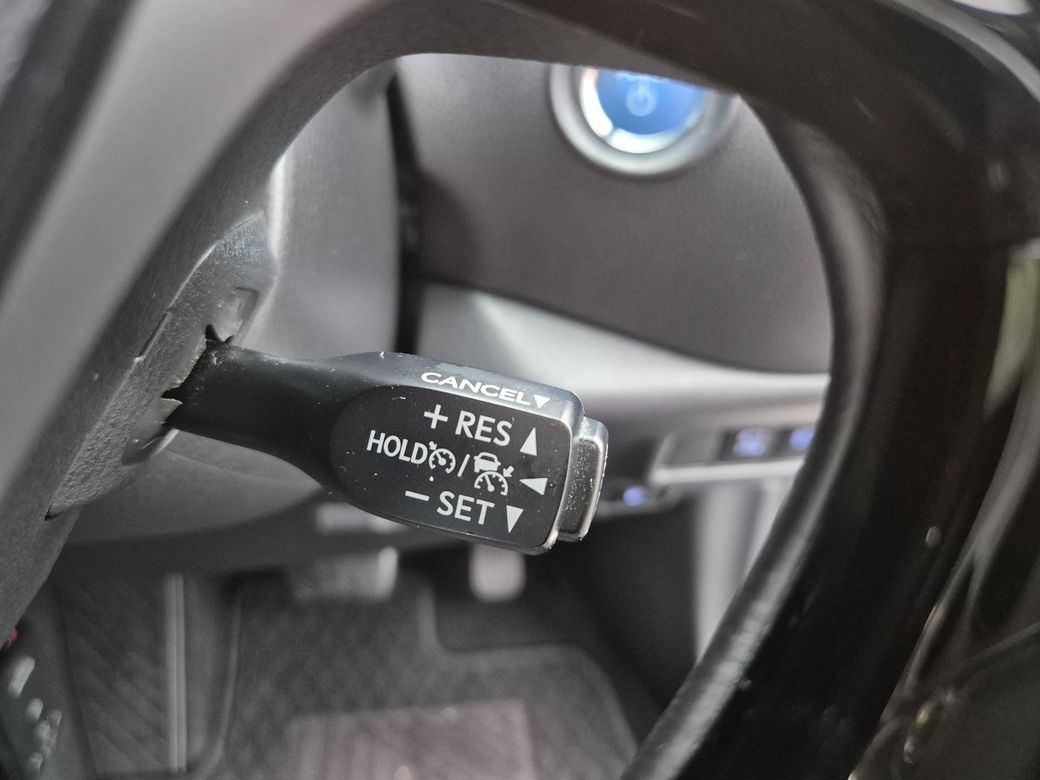 CANCEL
+ RES
HOLD /
− SET